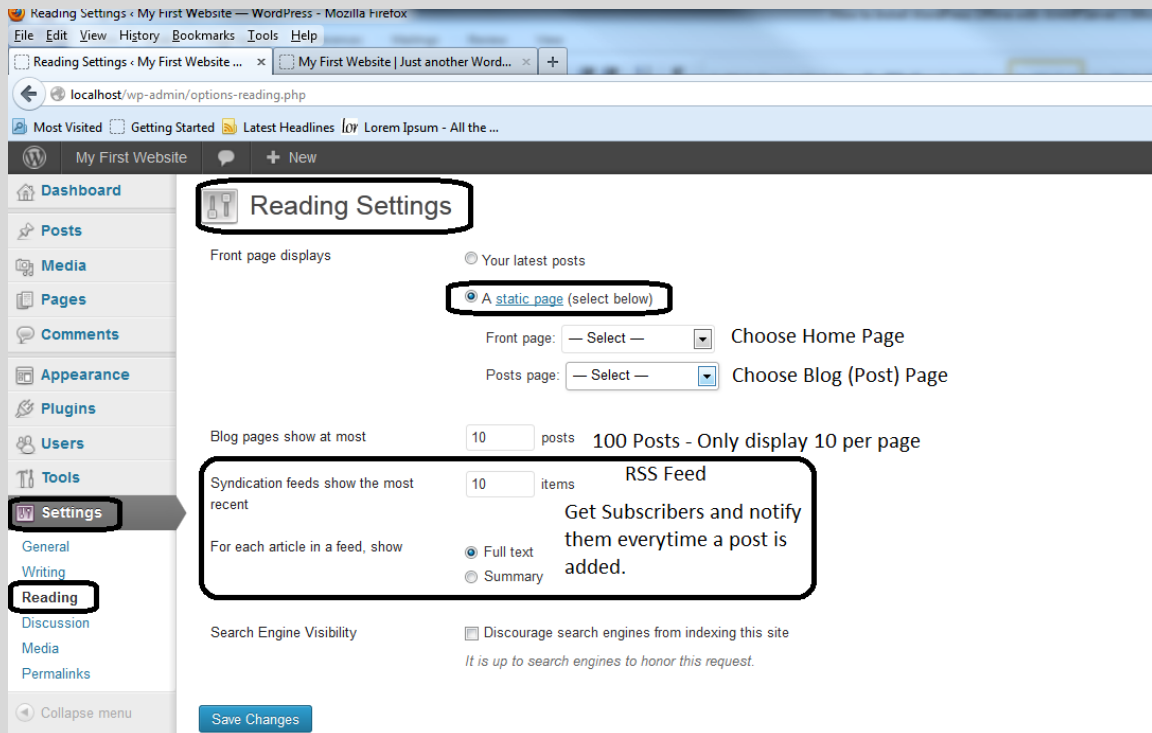 Reading Settings ‹ My First Website — WordPress - Mozilla Firefox
File Edit View History Bookmarks Tools Help
Reading Settings ‹ My First Website ... × My First Website | Just another Word... × +
localhost/wp-admin/options-reading.php
Most Visited Getting Started Latest Headlines lor Lorem Ipsum - All the ...
My First Website + New
Dashboard
Posts
Media
Pages
Comments
Appearance
Plugins
Users
Tools
Settings
General
Writing
Reading
Discussion
Media
Permalinks
Collapse menu
Reading Settings
Front page displays
Your latest posts
A static page (select below)
Front page: — Select — Choose Home Page
Posts page: — Select — Choose Blog (Post) Page
Blog pages show at most 10 posts 100 Posts - Only display 10 per page
Syndication feeds show the most
recent
10 items RSS Feed
Get Subscribers and notify
them everytime a post is
added.
For each article in a feed, show
Full text
Summary
Search Engine Visibility Discourage search engines from indexing this site
It is up to search engines to honor this request.
Save Changes